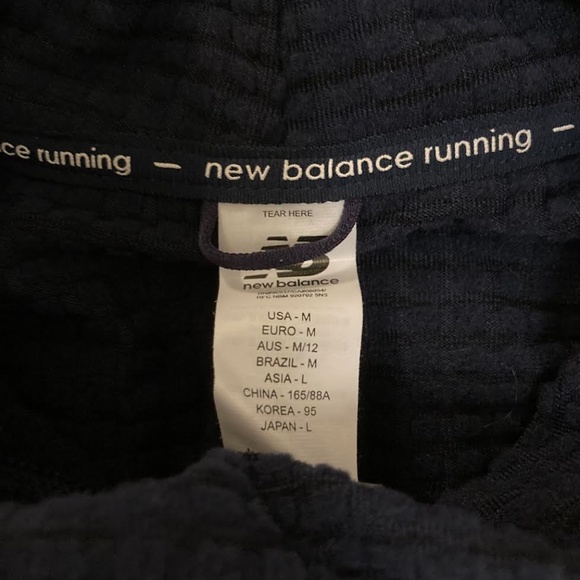 ce running — new balance running —
TEAR HERE
NB
new balance
USA - M
EURO - M
AUS - M/12
BRAZIL - M
ASIA - L
CHINA - 165/88A
KOREA - 95
JAPAN - L